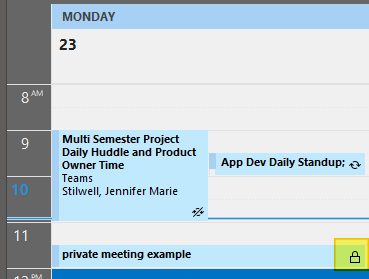 MONDAY
23
8 AM
9
Multi Semester Project
Daily Huddle and Product
Owner Time
Teams
Stilwell, Jennifer Marie
App Dev Daily Standup;
10
11
private meeting example
12 PM